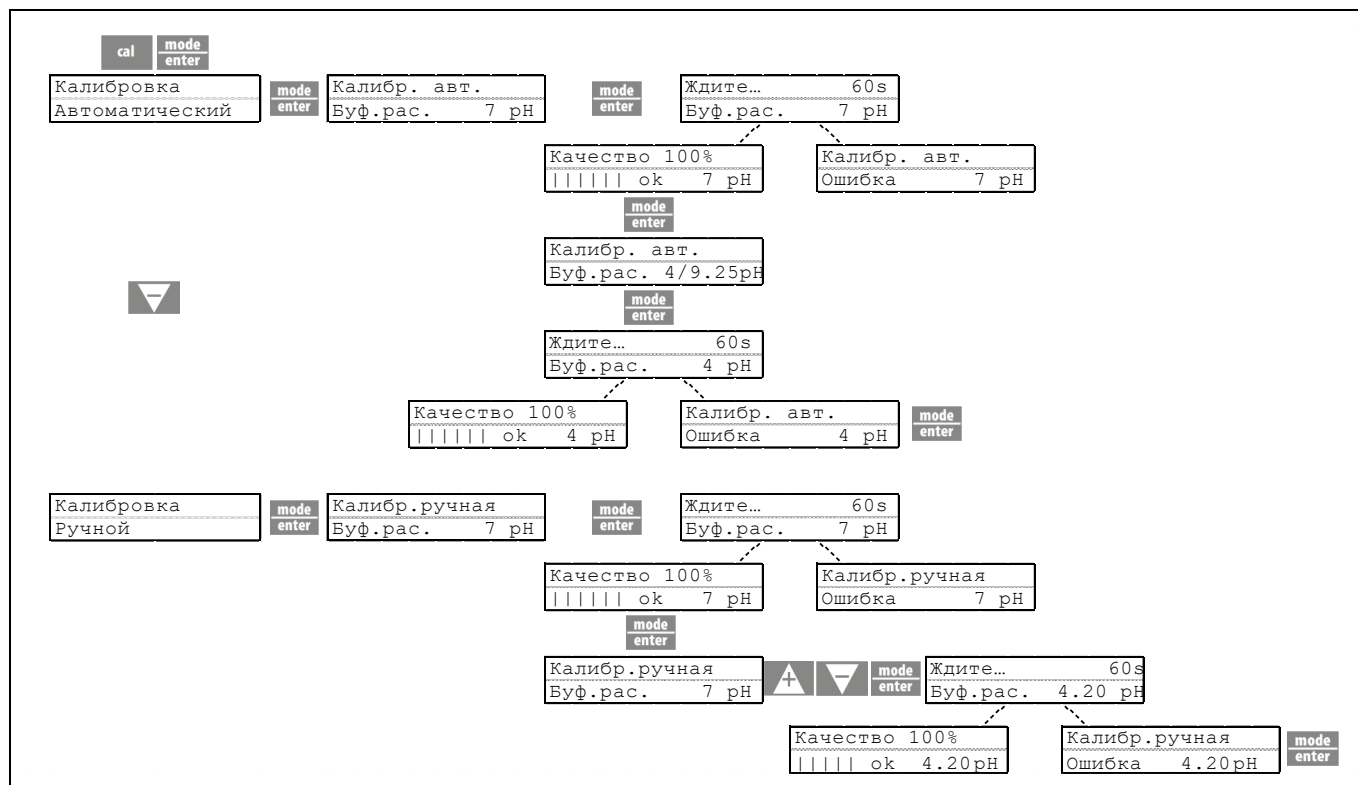 cal
mode
enter
Калибровка
Автоматический
mode
enter
Калибр. авт.
Буф.рас. 7 pH
mode
enter
Ждите… 60s
Буф.рас. 7 pH
Качество 100%
|||||| ok 7 pH
Калибр. авт.
Ошибка 7 pH
mode
enter
Калибр. авт.
Буф.рас. 4/9.25pH
−
mode
enter
Ждите… 60s
Буф.рас. 4 pH
Качество 100%
|||||| ok 4 pH
Калибр. авт.
Ошибка 4 pH
mode
enter
Калибровка
Ручной
mode
enter
Калибр.ручная
Буф.рас. 7 pH
mode
enter
Ждите… 60s
Буф.рас. 7 pH
Качество 100%
|||||| ok 7 pH
Калибр.ручная
Ошибка 7 pH
mode
enter
Калибр.ручная
Буф.рас. 7 pH
+
−
mode
enter
Ждите… 60s
Буф.рас. 4.20 pH
Качество 100%
||||| ok 4.20pH
Калибр.ручная
Ошибка 4.20pH
mode
enter